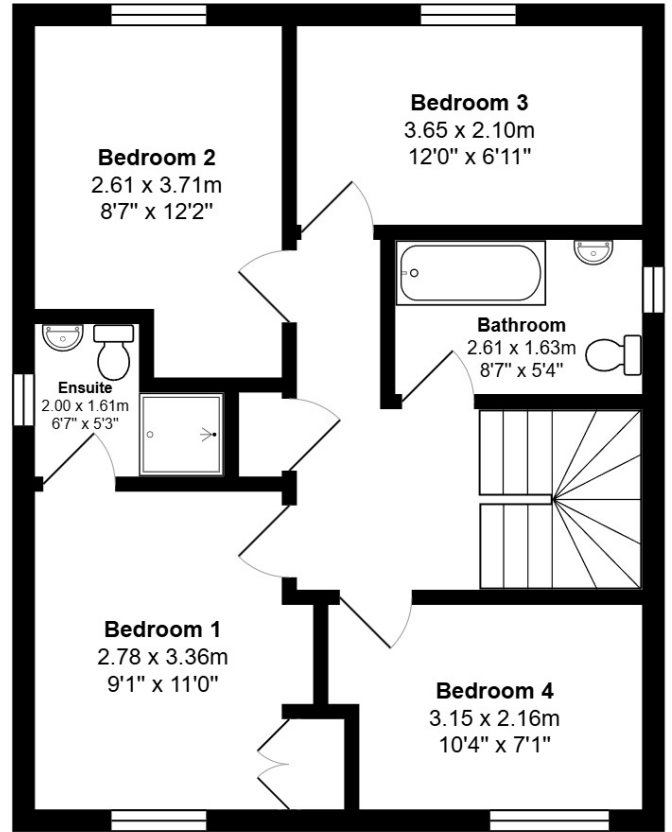 Bedroom 3
3.65 x 2.10m
12'0" x 6'11"
Bedroom 2
2.61 x 3.71m
8'7" x 12'2"
Bathroom
2.61 x 1.63m
8'7" x 5'4"
Ensuite
2.00 x 1.61m
6'7" x 5'3"
Bedroom 1
2.78 x 3.36m
9'1" x 11'0"
Bedroom 4
3.15 x 2.16m
10'4" x 7'1"